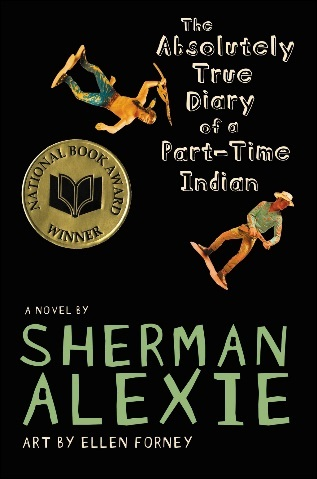 The
Absolutely
True
Diary
of a
Part-Time
Indian
NATIONAL BOOK AWARD
WINNER
A NOVEL BY
SHERMAN
ALEXIE
ART BY ELLEN FORNEY